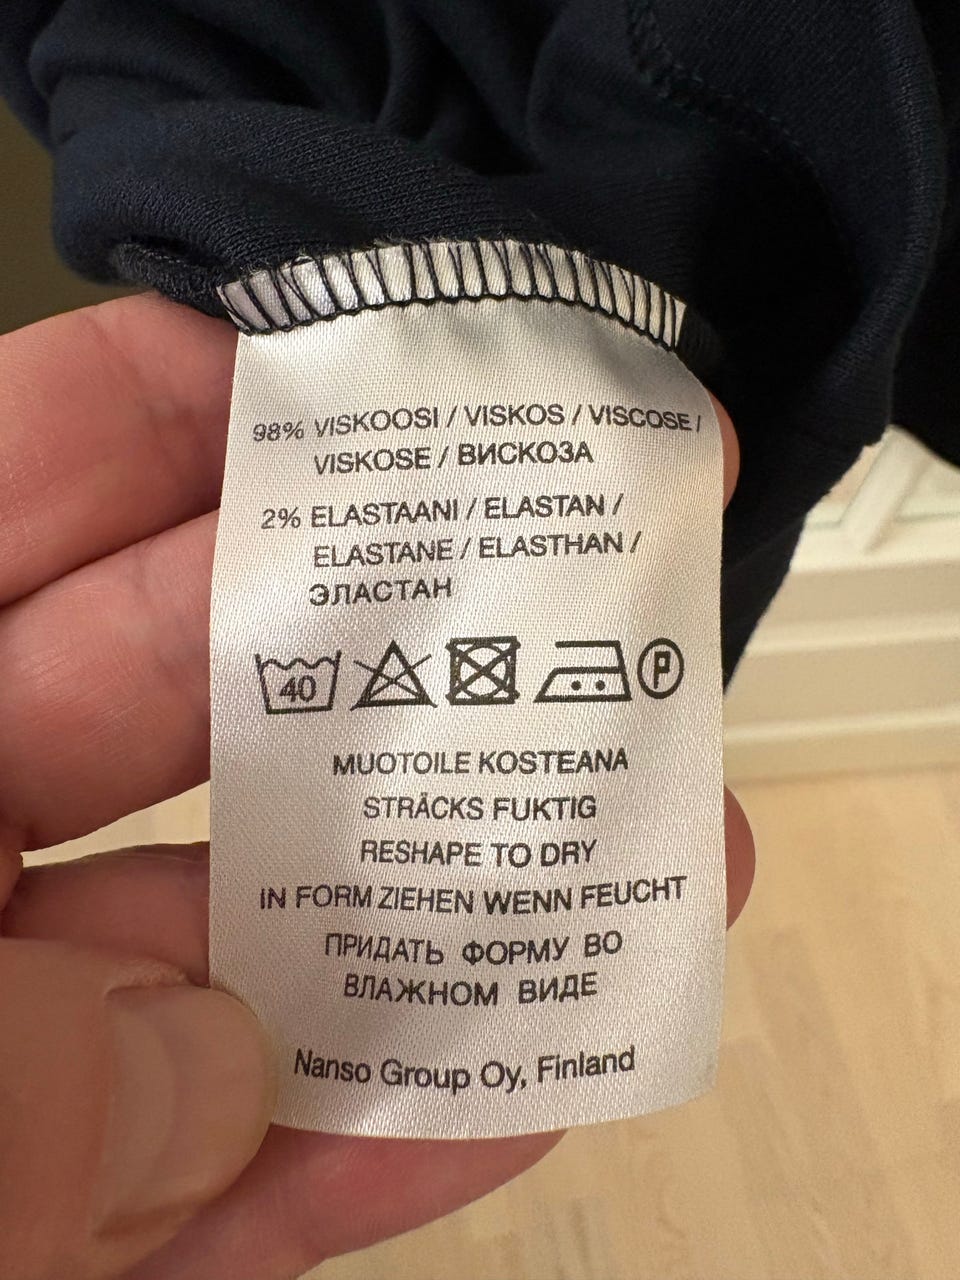 98% VISKOOSI / VISKOS / VISCOSE /
VISKOSE / ВИСКОЗА
2% ELASTAANI / ELASTAN /
ELASTANE / ELASTHAN /
ЭЛАСТАН
40 P
MUOTOILE KOSTEANA
STRÄCKS FUKTIG
RESHAPE TO DRY
IN FORM ZIEHEN WENN FEUCHT
ПРИДАТЬ ФОРМУ ВО
ВЛАЖНОМ ВИДЕ
Nanso Group Oy, Finland